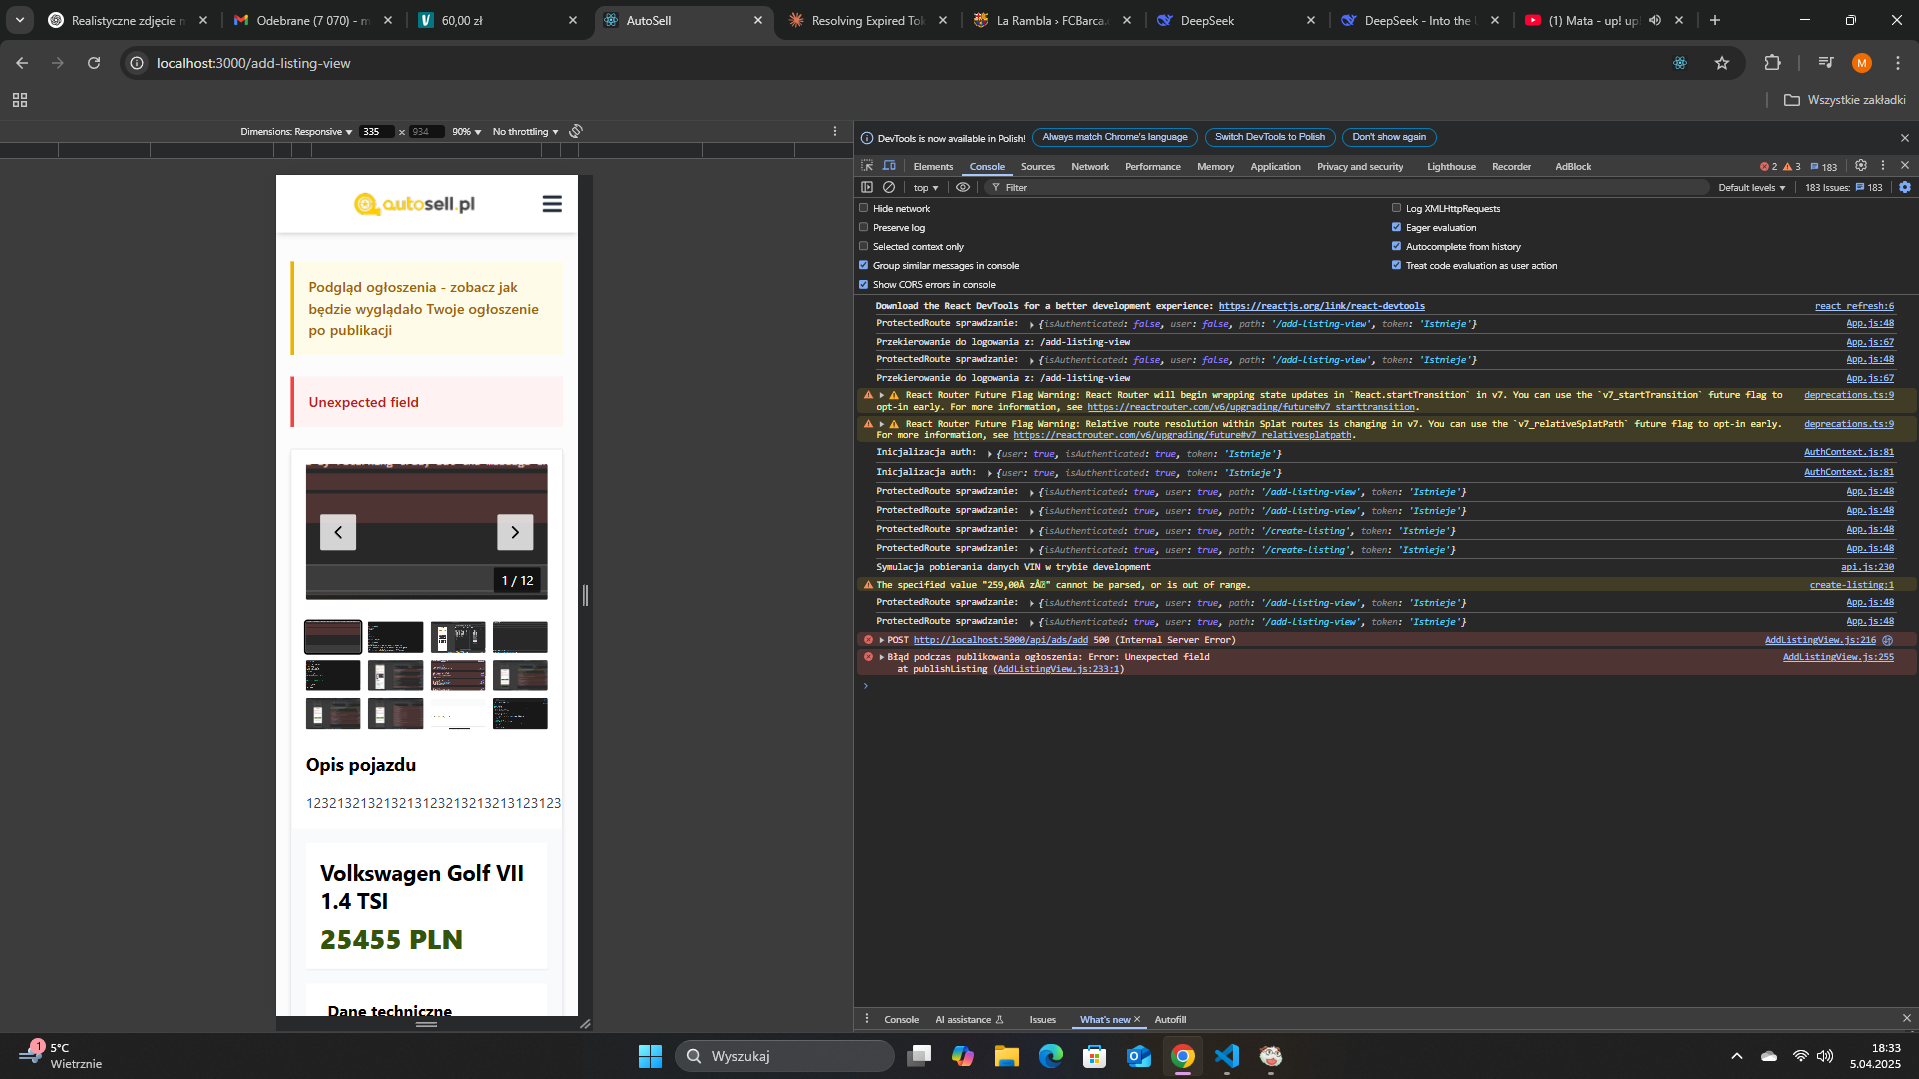 Realistyczne zdjęcie n
Odebrane (7 070) - m
60,00 zł
AutoSell
Resolving Expired Tok
La Rambla › FCBarca.c
DeepSeek
DeepSeek - Into the U
(1) Mata - up! up!
localhost:3000/add-listing-view
M
Wszystkie zakładki
Dimensions: Responsive
335 × 934
90%
No throttling
autosell.pl
Podgląd ogłoszenia - zobacz jak
będzie wyglądało Twoje ogłoszenie
po publikacji
Unexpected field
1 / 12
Opis pojazdu
Volkswagen Golf VII
1.4 TSI
25455 PLN
Dane techniczne
DevTools is now available in Polish!
Always match Chrome's language
Switch DevTools to Polish
Don't show again
Elements
Console
Sources
Network
Performance
Memory
Application
Privacy and security
Lighthouse
Recorder
AdBlock
2
3
183
top
Filter
Default levels
183 Issues:
183
Hide network
Log XMLHttpRequests
Preserve log
Eager evaluation
Selected context only
Autocomplete from history
Group similar messages in console
Treat code evaluation as user action
Show CORS errors in console
Download the React DevTools for a better development experience: https://reactjs.org/link/react-devtools react refresh:6
ProtectedRoute sprawdzanie: {isAuthenticated: false, user: false, path: '/add-listing-view', token: 'Istnieje'} App.js:48
Przekierowanie do logowania z: /add-listing-view App.js:67
ProtectedRoute sprawdzanie: {isAuthenticated: false, user: false, path: '/add-listing-view', token: 'Istnieje'} App.js:48
Przekierowanie do logowania z: /add-listing-view App.js:67
React Router Future Flag Warning: React Router will begin wrapping state updates in `React.startTransition` in v7. You can use the `v7_startTransition` future flag to deprecations.ts:9
opt-in early. For more information, see https://reactrouter.com/v6/upgrading/future#v7_starttransition.
React Router Future Flag Warning: Relative route resolution within Splat routes is changing in v7. You can use the `v7_relativeSplatPath` future flag to opt-in early. deprecations.ts:9
For more information, see https://reactrouter.com/v6/upgrading/future#v7_relativesplatpath.
Inicjalizacja auth: {user: true, isAuthenticated: true, token: 'Istnieje'} AuthContext.js:81
Inicjalizacja auth: {user: true, isAuthenticated: true, token: 'Istnieje'} AuthContext.js:81
ProtectedRoute sprawdzanie: {isAuthenticated: true, user: true, path: '/add-listing-view', token: 'Istnieje'} App.js:48
ProtectedRoute sprawdzanie: {isAuthenticated: true, user: true, path: '/add-listing-view', token: 'Istnieje'} App.js:48
ProtectedRoute sprawdzanie: {isAuthenticated: true, user: true, path: '/create-listing', token: 'Istnieje'} App.js:48
ProtectedRoute sprawdzanie: {isAuthenticated: true, user: true, path: '/create-listing', token: 'Istnieje'} App.js:48
Symulacja pobierania danych VIN w trybie development api.js:230
The specified value cannot be parsed, or is out of range. create-listing:1
ProtectedRoute sprawdzanie: {isAuthenticated: true, user: true, path: '/add-listing-view', token: 'Istnieje'} App.js:48
ProtectedRoute sprawdzanie: {isAuthenticated: true, user: true, path: '/add-listing-view', token: 'Istnieje'} App.js:48
POST http://localhost:5000/api/ads/add 500 (Internal Server Error) AddListingView.js:216
Błąd podczas publikowania ogłoszenia: Error: Unexpected field AddListingView.js:255
at publishListing (AddListingView.js:233:1)
Console
AI assistance
Issues
What's new
Autofill
1
5°C
Wietrznie
Wyszukaj
18:33
5.04.2025